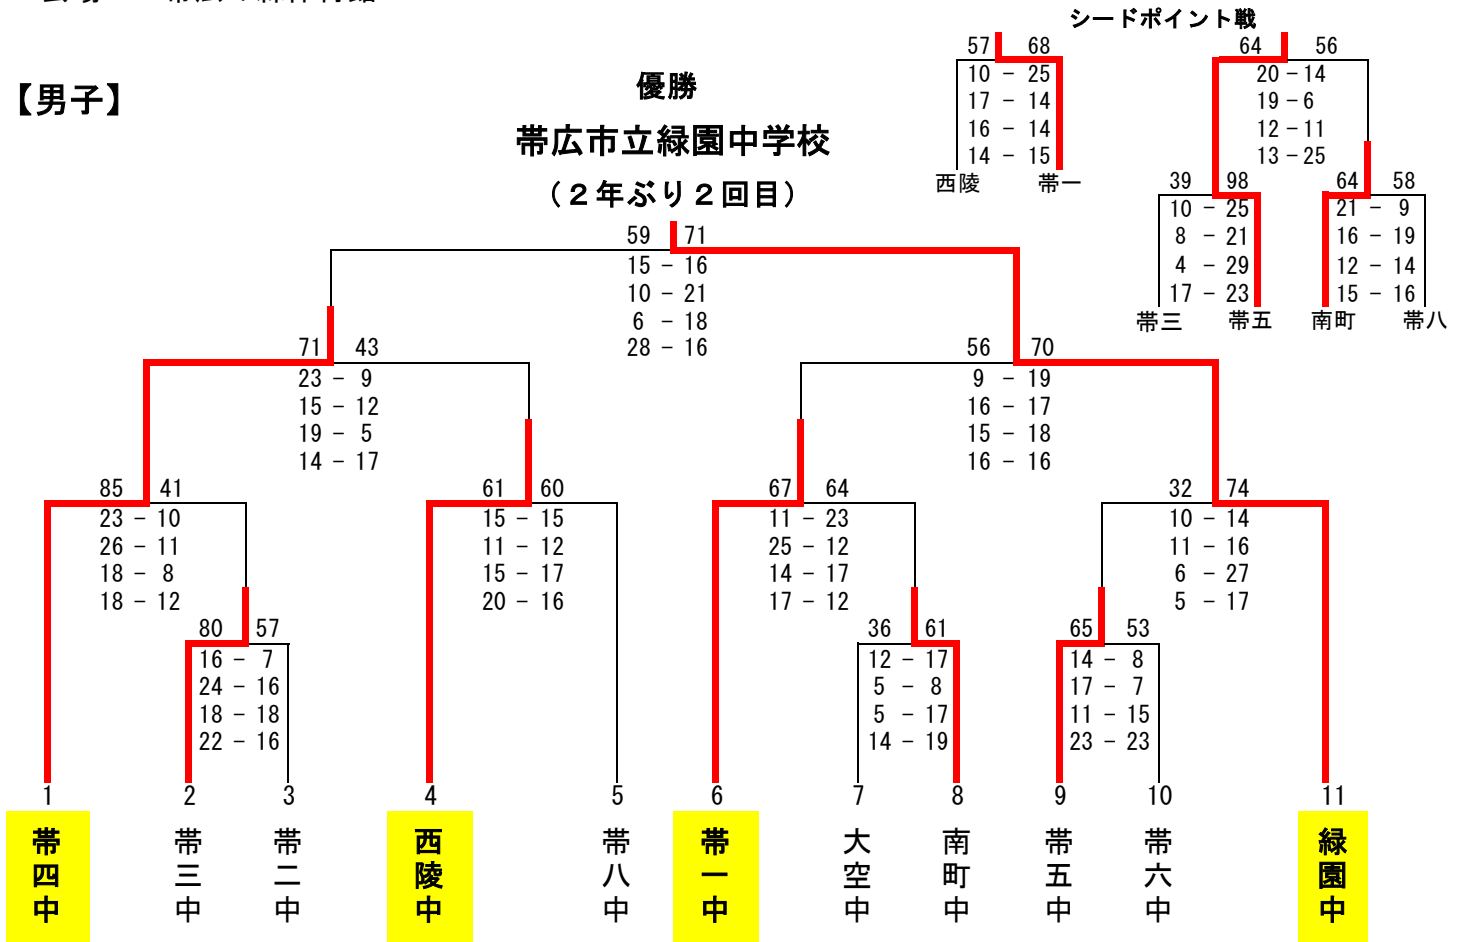 シードポイント戦
57 68
10 - 25
17 - 14
16 - 14
14 - 15
西陵 帯一
64 56
20 - 14
19 - 6
12 - 11
13 - 25
39 98
10 - 25
8 - 21
4 - 29
17 - 23
帯三 帯五
64 58
21 - 9
16 - 19
12 - 14
15 - 16
南町 帯八
【男子】
優勝
帯広市立緑園中学校
（２年ぶり２回目）
59 71
15 - 16
10 - 21
6 - 18
28 - 16
71 43
23 - 9
15 - 12
19 - 5
14 - 17
56 70
9 - 19
16 - 17
15 - 18
16 - 16
85 41
23 - 10
26 - 11
18 - 8
18 - 12
61 60
15 - 15
11 - 12
15 - 17
20 - 16
67 64
11 - 23
25 - 12
14 - 17
17 - 12
32 74
10 - 14
11 - 16
6 - 27
5 - 17
80 57
16 - 7
24 - 16
18 - 18
22 - 16
36 61
12 - 17
5 - 8
5 - 17
14 - 19
65 53
14 - 8
17 - 7
11 - 15
23 - 23
1 2 3 4 5 6 7 8 9 10 11
帯四中
帯三中
帯二中
西陵中
帯八中
帯一中
大空中
南町中
帯五中
帯六中
緑園中